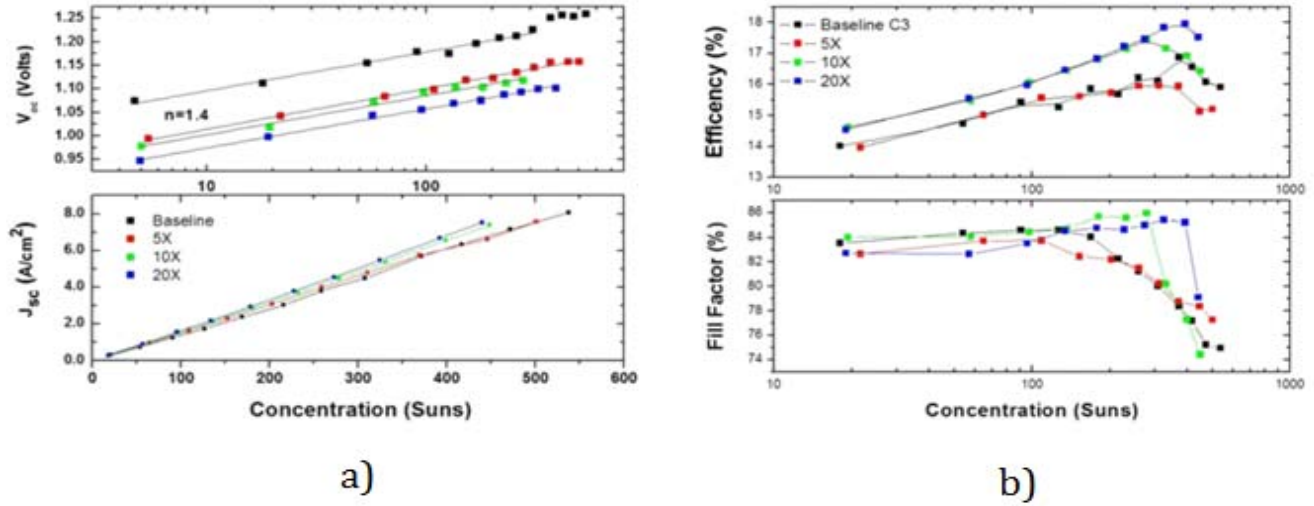 1.25
1.20
1.15
1.10
1.05
1.00
0.95
Voc (Volts)
n=1.4
10
100
8.0
6.0
4.0
2.0
0.0
Jsc (A/cm²)
Baseline
5X
10X
20X
0
100
200
300
400
500
600
Concentration (Suns)
a)
18
17
16
15
14
13
Efficency (%)
Baseline C3
5X
10X
20X
10
100
1000
86
84
82
80
78
76
74
Fill Factor (%)
10
100
1000
Concentration (Suns)
b)